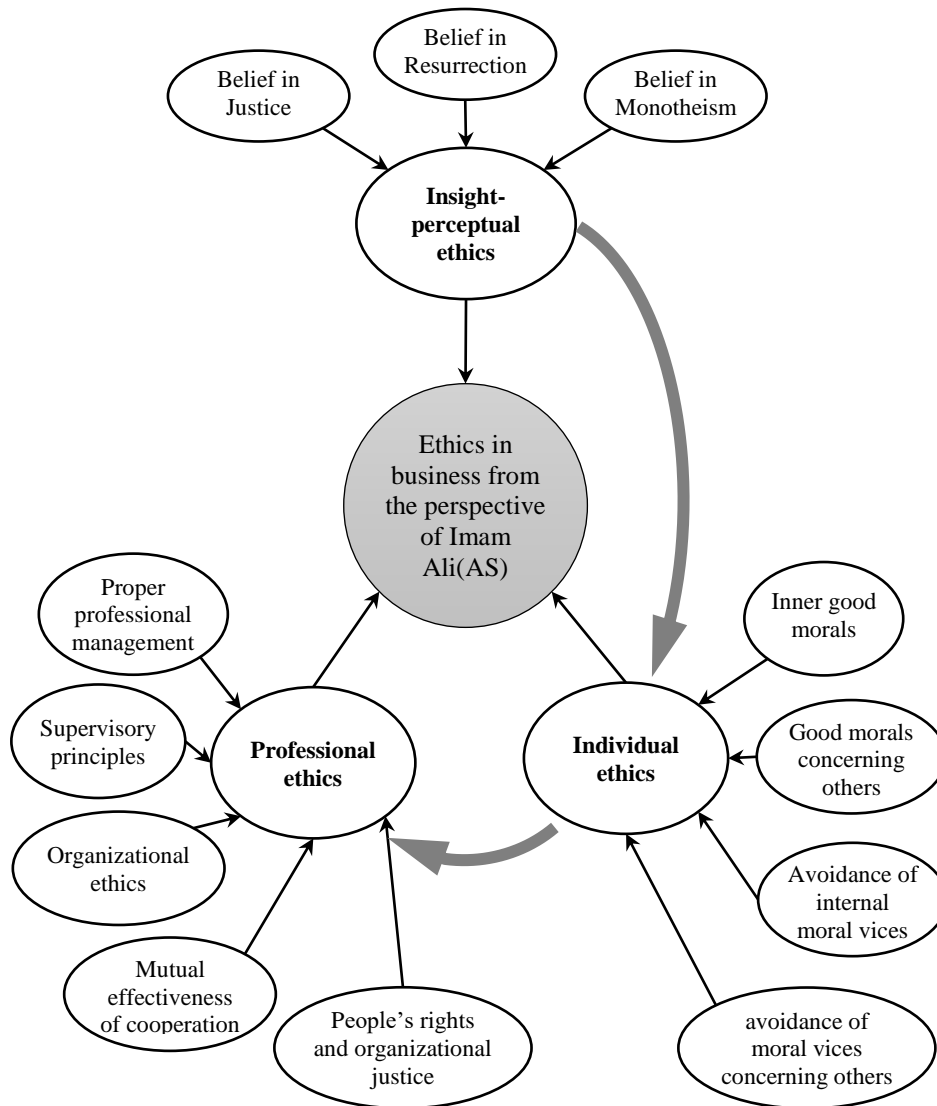 Belief in
Justice
Belief in
Resurrection
Belief in
Monotheism
Insight-
perceptual
ethics
Ethics in
business from
the perspective
of Imam
Ali(AS)
Proper
professional
management
Supervisory
principles
Organizational
ethics
Mutual
effectiveness
of cooperation
People’s rights
and organizational
justice
Professional
ethics
Individual
ethics
Inner good
morals
Good morals
concerning
others
Avoidance of
internal
moral vices
avoidance of
moral vices
concerning others